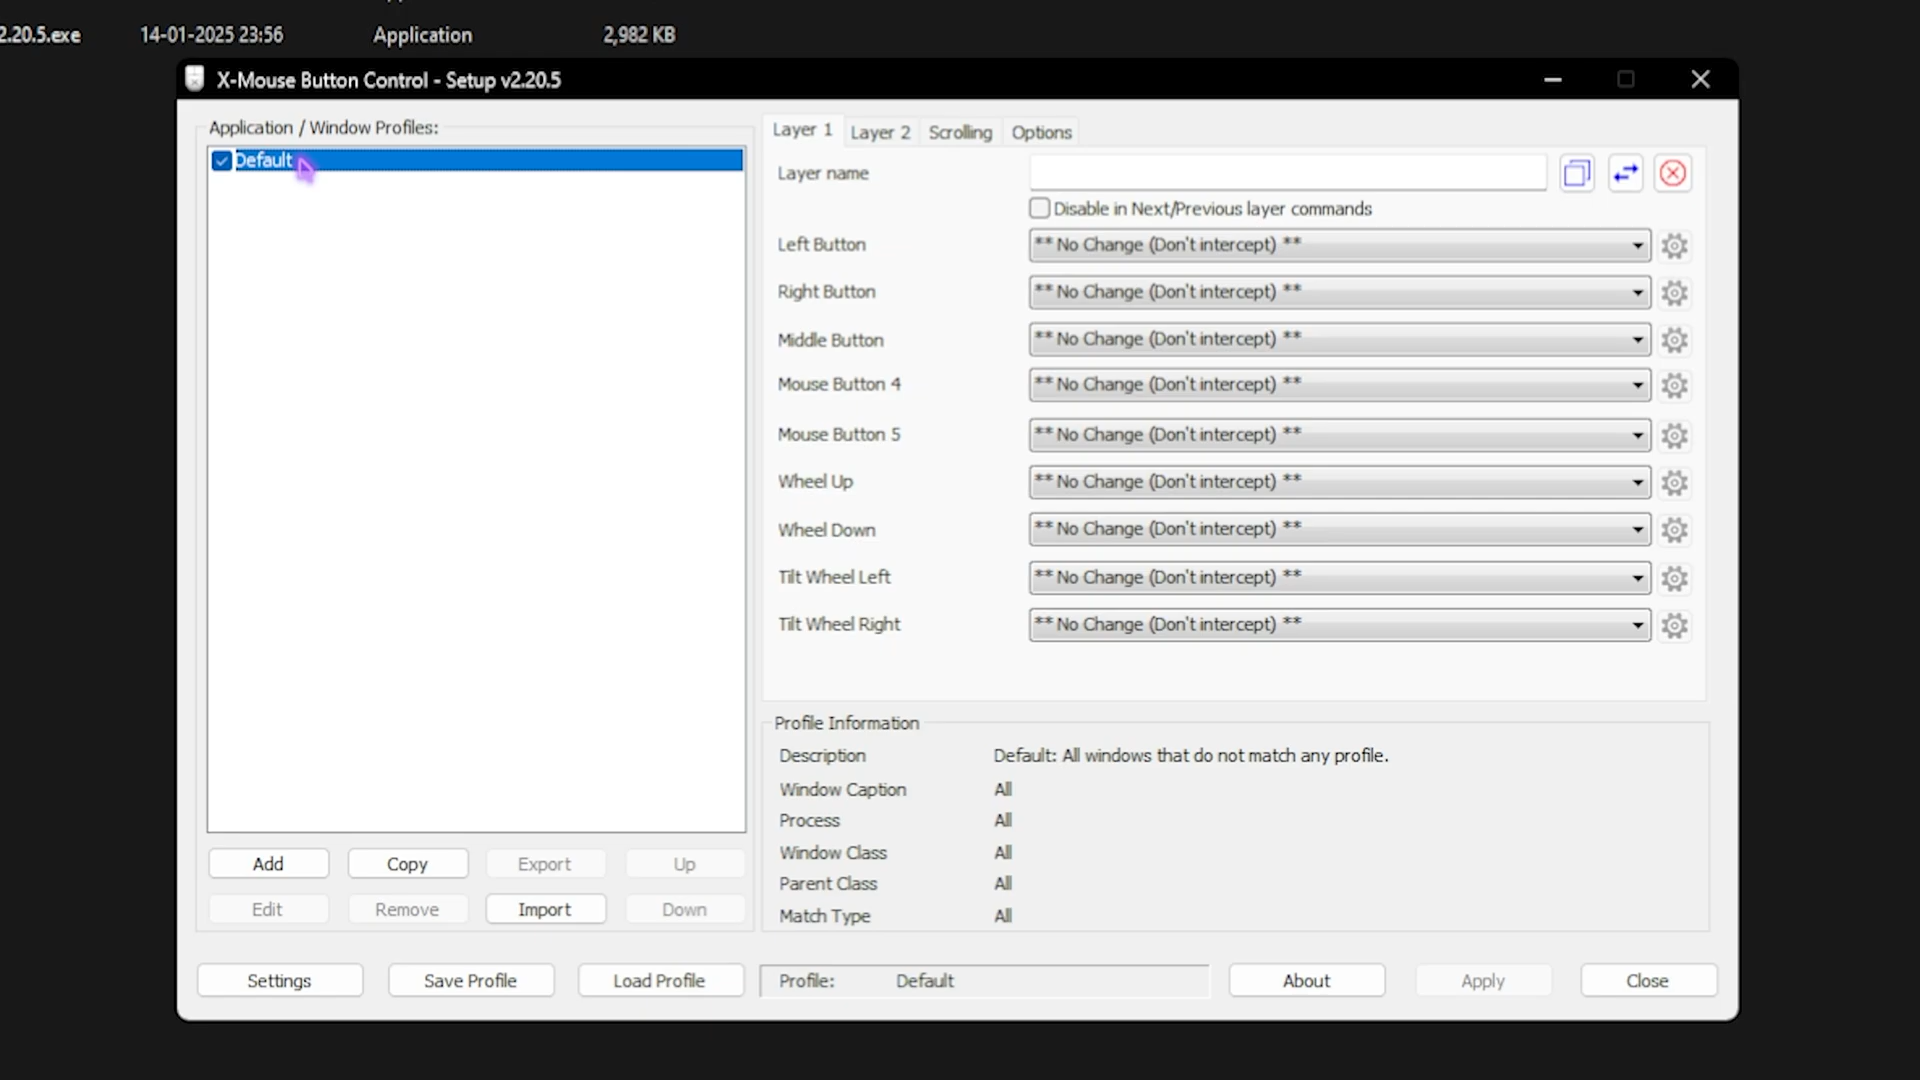 2.20.5.exe 14-01-2025 23:56 Application 2,982 KB
X-Mouse Button Control - Setup v2.20.5
Application / Window Profiles:
Default
Layer 1 Layer 2 Scrolling Options
Layer name
Disable in Next/Previous layer commands
Left Button ** No Change (Don't intercept) **
Right Button ** No Change (Don't intercept) **
Middle Button ** No Change (Don't intercept) **
Mouse Button 4 ** No Change (Don't intercept) **
Mouse Button 5 ** No Change (Don't intercept) **
Wheel Up ** No Change (Don't intercept) **
Wheel Down ** No Change (Don't intercept) **
Tilt Wheel Left ** No Change (Don't intercept) **
Tilt Wheel Right ** No Change (Don't intercept) **
Profile Information
Description Default: All windows that do not match any profile.
Window Caption All
Process All
Window Class All
Parent Class All
Match Type All
Add Copy Export Up
Edit Remove Import Down
Settings Save Profile Load Profile Profile: Default About Apply Close